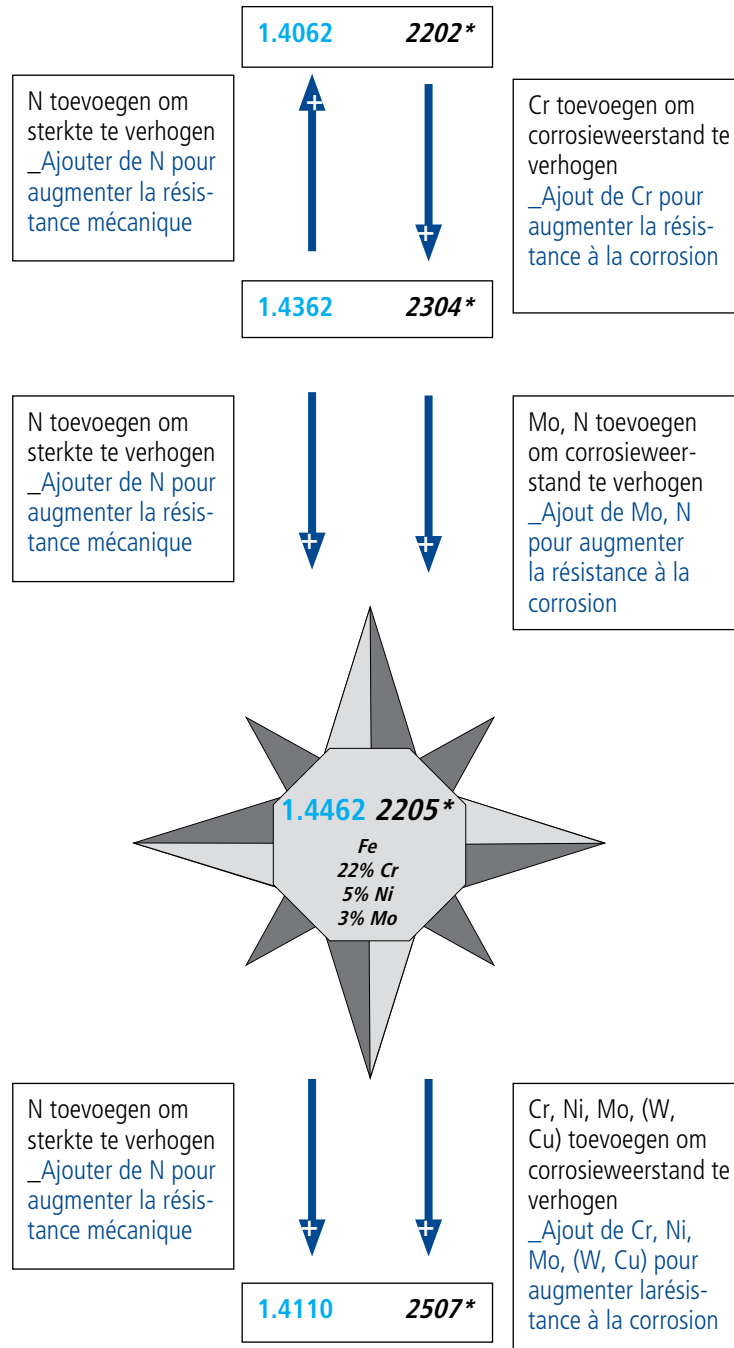 1.4062 2202*
N toevoegen om
sterkte te verhogen
_Ajouter de N pour
augmenter la résis-
tance mécanique
+
+
Cr toevoegen om
corrosieweerstand te
verhogen
_Ajout de Cr pour
augmenter la résis-
tance à la corrosion
1.4362 2304*
N toevoegen om
sterkte te verhogen
_Ajouter de N pour
augmenter la résis-
tance mécanique
+
+
Mo, N toevoegen
om corrosieweer-
stand te verhogen
_Ajout de Mo, N
pour augmenter
la résistance à la
corrosion
1.4462 2205*
Fe
22% Cr
5% Ni
3% Mo
N toevoegen om
sterkte te verhogen
_Ajouter de N pour
augmenter la résis-
tance mécanique
+
+
Cr, Ni, Mo, (W,
Cu) toevoegen om
corrosieweerstand te
verhogen
_Ajout de Cr, Ni,
Mo, (W, Cu) pour
augmenter larésis-
tance à la corrosion
1.4110 2507*